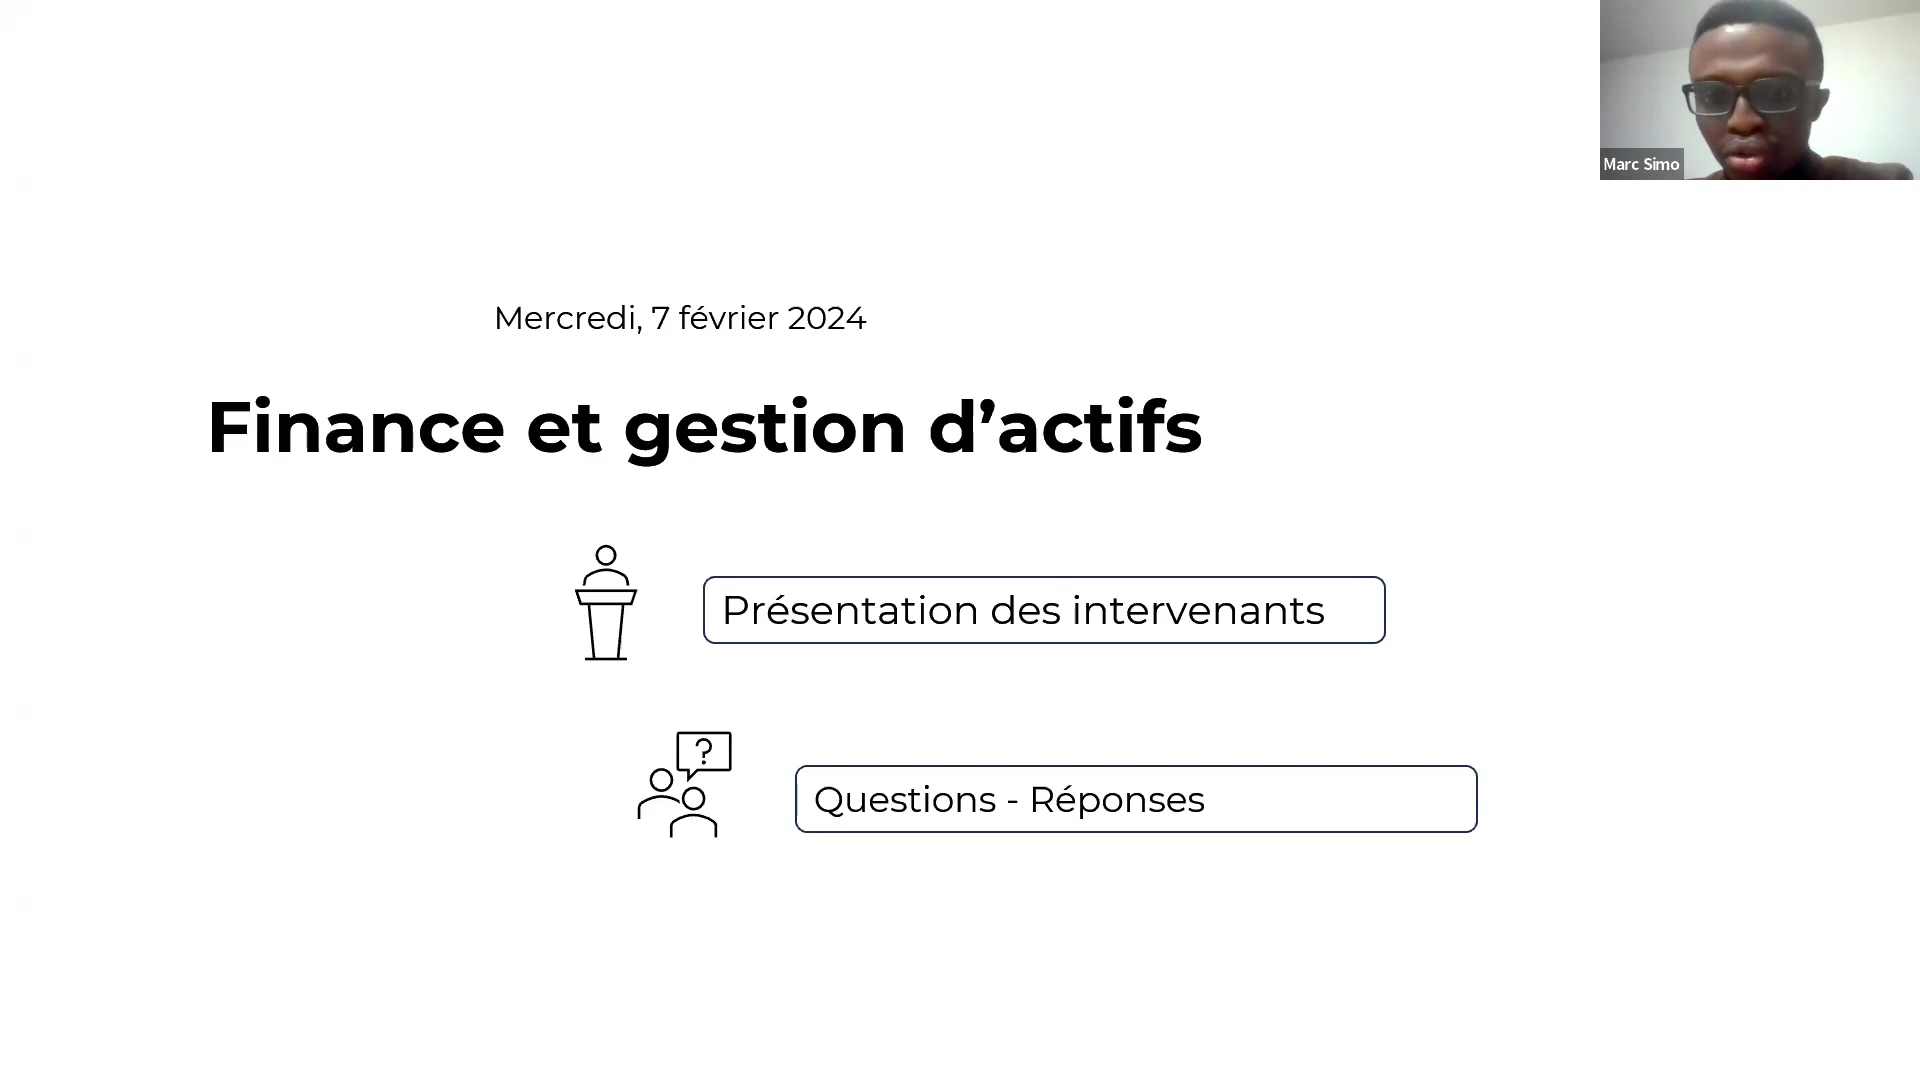 Marc Simo
Mercredi, 7 février 2024
Finance et gestion d’actifs
Présentation des intervenants
?
Questions - Réponses